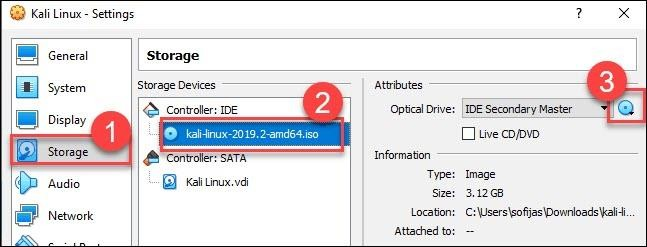 Kali Linux - Settings
?
×
General
System
Display
Storage
Audio
Network
1
Storage
Storage Devices
2
Controller: IDE
kali-linux-2019.2-amd64.iso
Controller: SATA
Kali Linux.vdi
Attributes
3
Optical Drive: IDE Secondary Master
Live CD/DVD
Information
Type: Image
Size: 3.12 GB
Location: C:\Users\sofijas\Downloads\kali-li...
Attached to: --